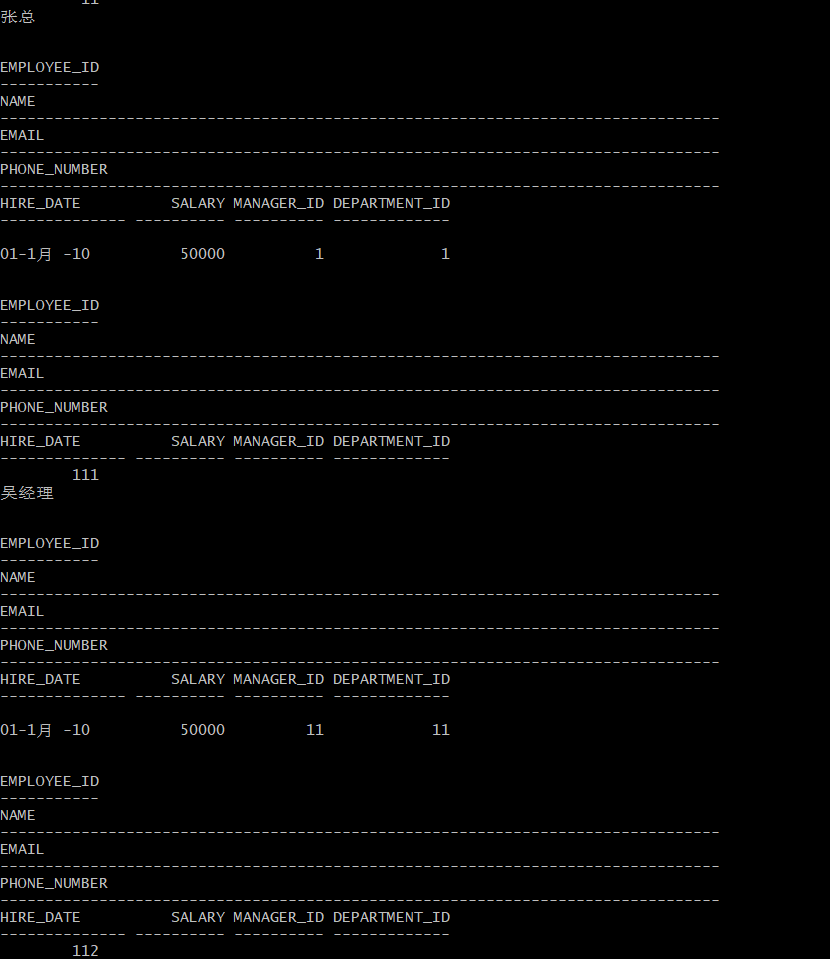 11
张总
EMPLOYEE_ID
-----------
NAME
--------------------------------------------------------------------------------
EMAIL
--------------------------------------------------------------------------------
PHONE_NUMBER
--------------------------------------------------------------------------------
HIRE_DATE          SALARY MANAGER_ID DEPARTMENT_ID
-------------- ---------- ---------- -------------
01-1月 -10          50000          1             1
EMPLOYEE_ID
-----------
NAME
--------------------------------------------------------------------------------
EMAIL
--------------------------------------------------------------------------------
PHONE_NUMBER
--------------------------------------------------------------------------------
HIRE_DATE          SALARY MANAGER_ID DEPARTMENT_ID
-------------- ---------- ---------- -------------
        111
吴经理
EMPLOYEE_ID
-----------
NAME
--------------------------------------------------------------------------------
EMAIL
--------------------------------------------------------------------------------
PHONE_NUMBER
--------------------------------------------------------------------------------
HIRE_DATE          SALARY MANAGER_ID DEPARTMENT_ID
-------------- ---------- ---------- -------------
01-1月 -10          50000         11            11
EMPLOYEE_ID
-----------
NAME
--------------------------------------------------------------------------------
EMAIL
--------------------------------------------------------------------------------
PHONE_NUMBER
--------------------------------------------------------------------------------
HIRE_DATE          SALARY MANAGER_ID DEPARTMENT_ID
-------------- ---------- ---------- -------------
        112